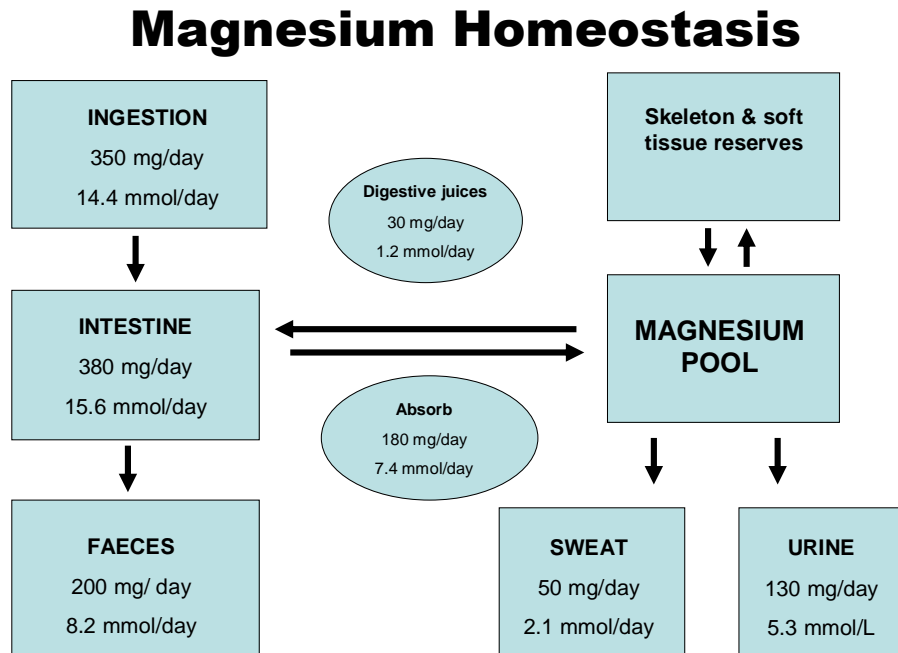 Magnesium Homeostasis
INGESTION
350 mg/day
14.4 mmol/day
Skeleton & soft
tissue reserves
Digestive juices
30 mg/day
1.2 mmol/day
INTESTINE
380 mg/day
15.6 mmol/day
MAGNESIUM
POOL
Absorb
180 mg/day
7.4 mmol/day
FAECES
200 mg/ day
8.2 mmol/day
SWEAT
50 mg/day
2.1 mmol/day
URINE
130 mg/day
5.3 mmol/L